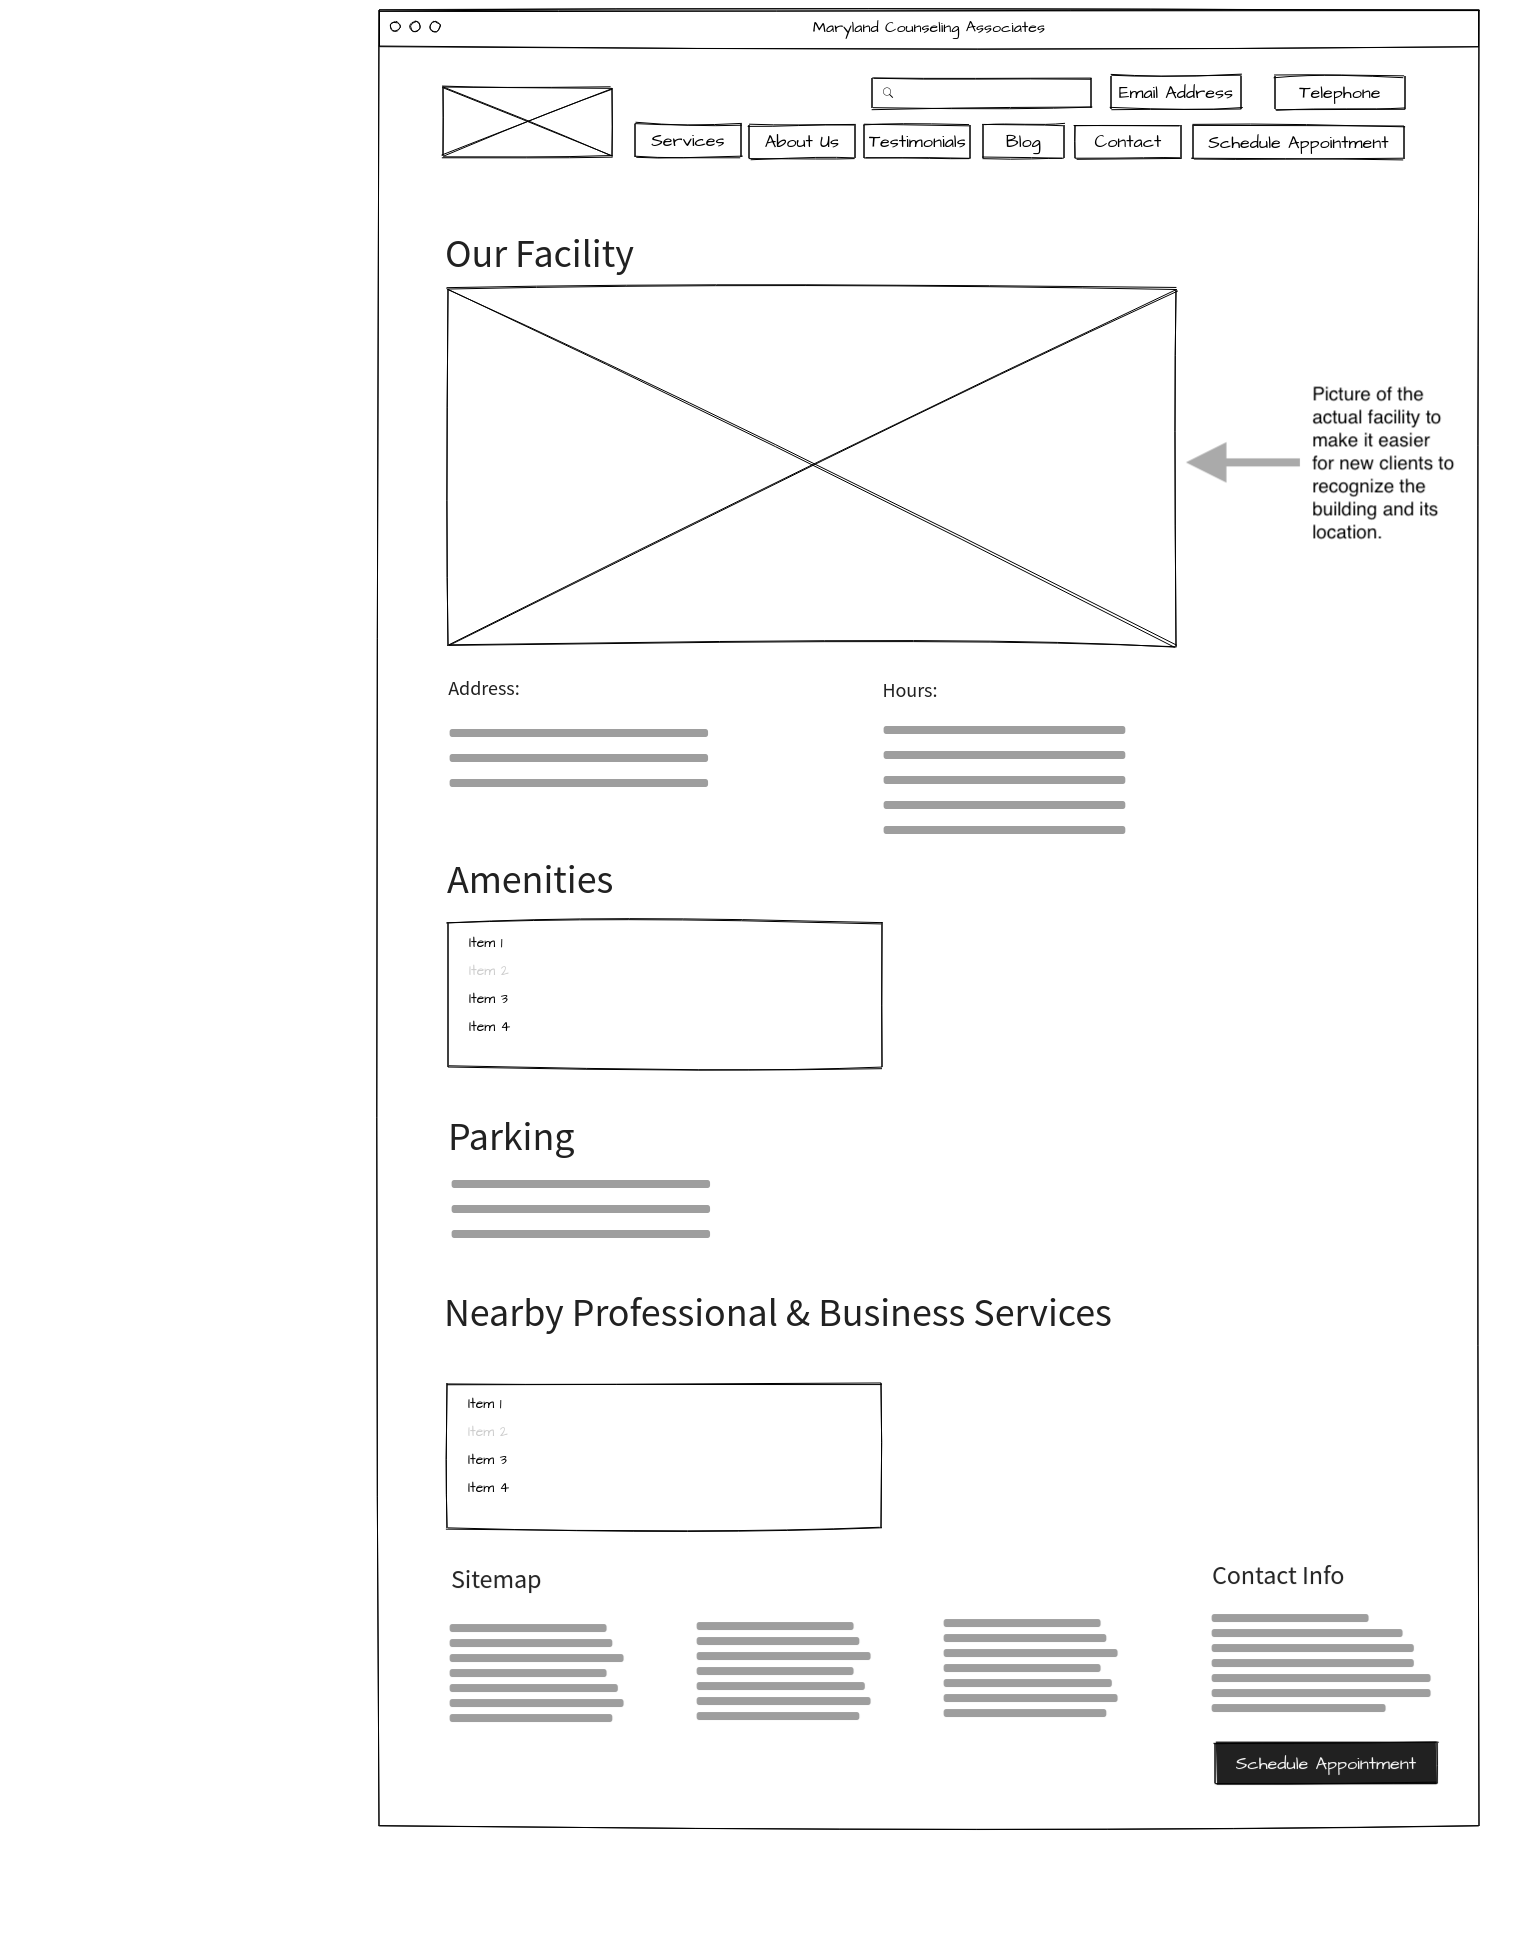 Maryland Counseling Associates
Email Address
Telephone
Services
About Us
Testimonials
Blog
Contact
Schedule Appointment
Our Facility
Picture of the
actual facility to
make it easier
for new clients to
recognize the
building and its
location.
Address:
Hours:
Amenities
Item 1
Item 2
Item 3
Item 4
Parking
Nearby Professional & Business Services
Item 1
Item 2
Item 3
Item 4
Sitemap
Contact Info
Schedule Appointment